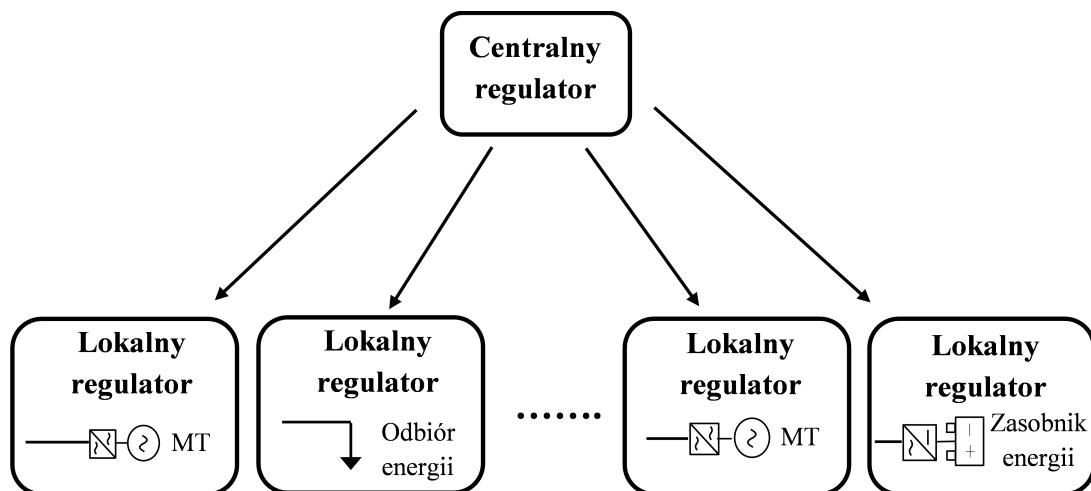 Centralny
regulator
Lokalny
regulator
MT
Lokalny
regulator
Odbiór
energii
.......
Lokalny
regulator
MT
Lokalny
regulator
Zasobnik
energii